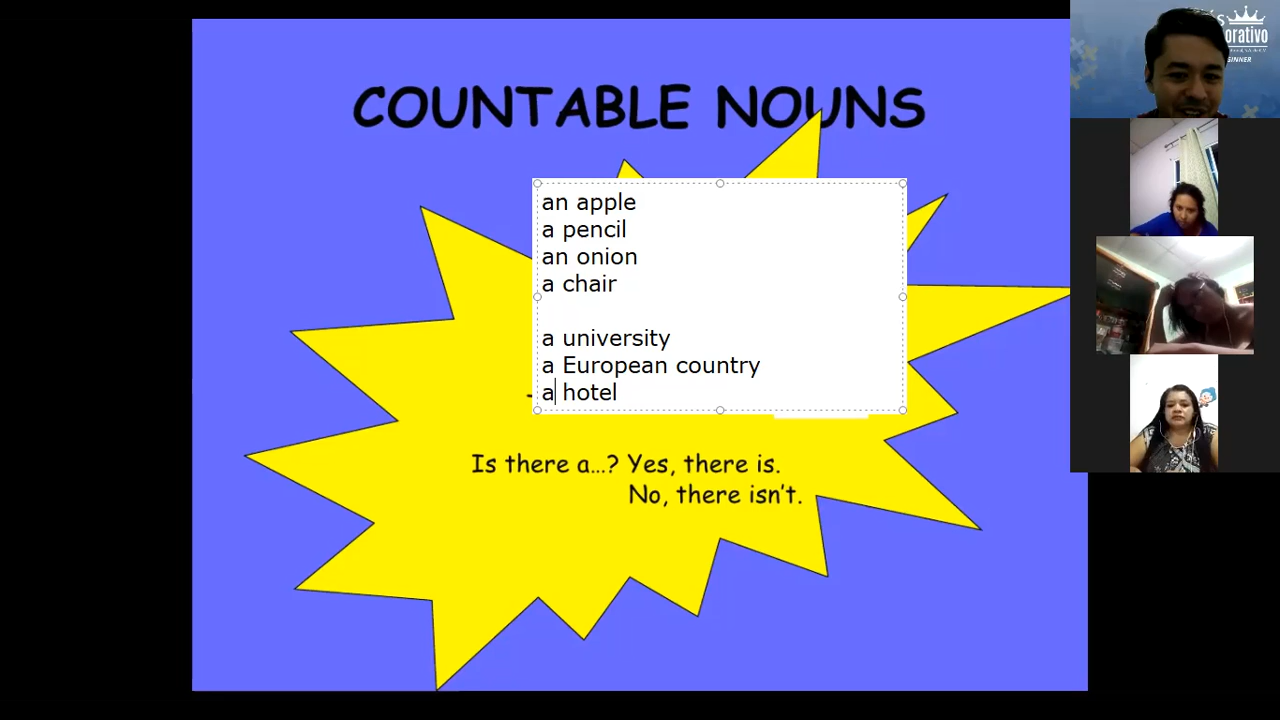 COUNTABLE NOUNS
an apple
a pencil
an onion
a chair
a university
a European country
a hotel
Is there a...? Yes, there is.
No, there isn't.
orativo